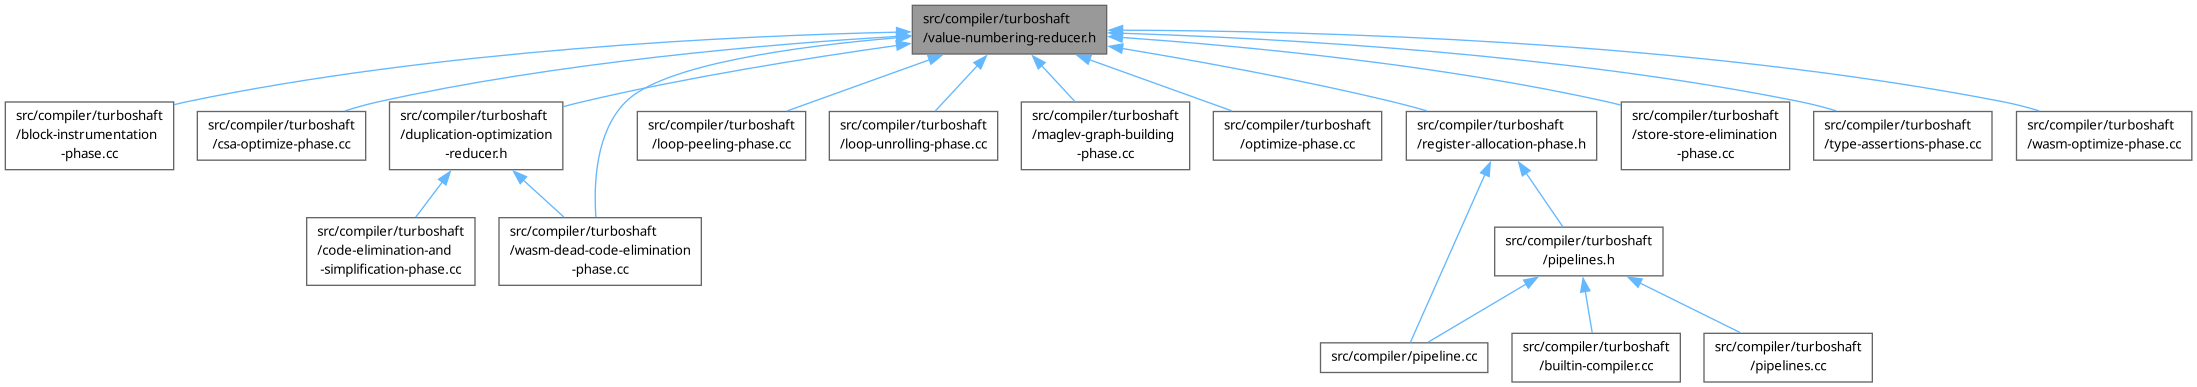 src/compiler/turboshaft
/value-numbering-reducer.h
src/compiler/turboshaft
/block-instrumentation
-phase.cc
src/compiler/turboshaft
/csa-optimize-phase.cc
src/compiler/turboshaft
/duplication-optimization
-reducer.h
src/compiler/turboshaft
/loop-peeling-phase.cc
src/compiler/turboshaft
/loop-unrolling-phase.cc
src/compiler/turboshaft
/maglev-graph-building
-phase.cc
src/compiler/turboshaft
/optimize-phase.cc
src/compiler/turboshaft
/register-allocation-phase.h
src/compiler/turboshaft
/store-store-elimination
-phase.cc
src/compiler/turboshaft
/type-assertions-phase.cc
src/compiler/turboshaft
/wasm-optimize-phase.cc
src/compiler/turboshaft
/code-elimination-and
-simplification-phase.cc
src/compiler/turboshaft
/wasm-dead-code-elimination
-phase.cc
src/compiler/turboshaft
/pipelines.h
src/compiler/pipeline.cc
src/compiler/turboshaft
/builtin-compiler.cc
src/compiler/turboshaft
/pipelines.cc